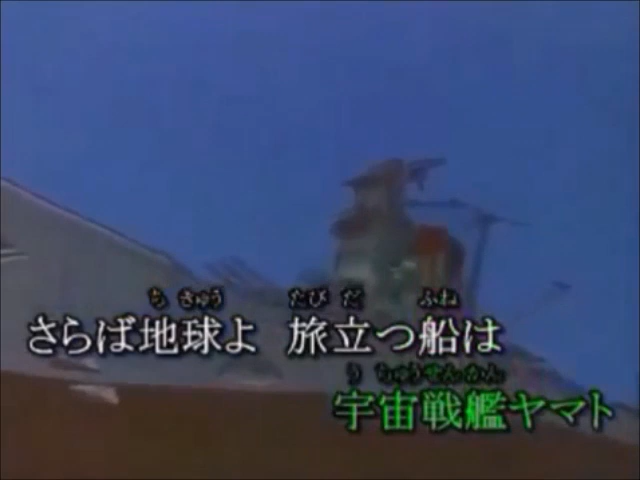 ち きゅう たび だ ふね
さらば地球よ 旅立つ船は
う ちゅうせんかん
宇宙戦艦ヤマト